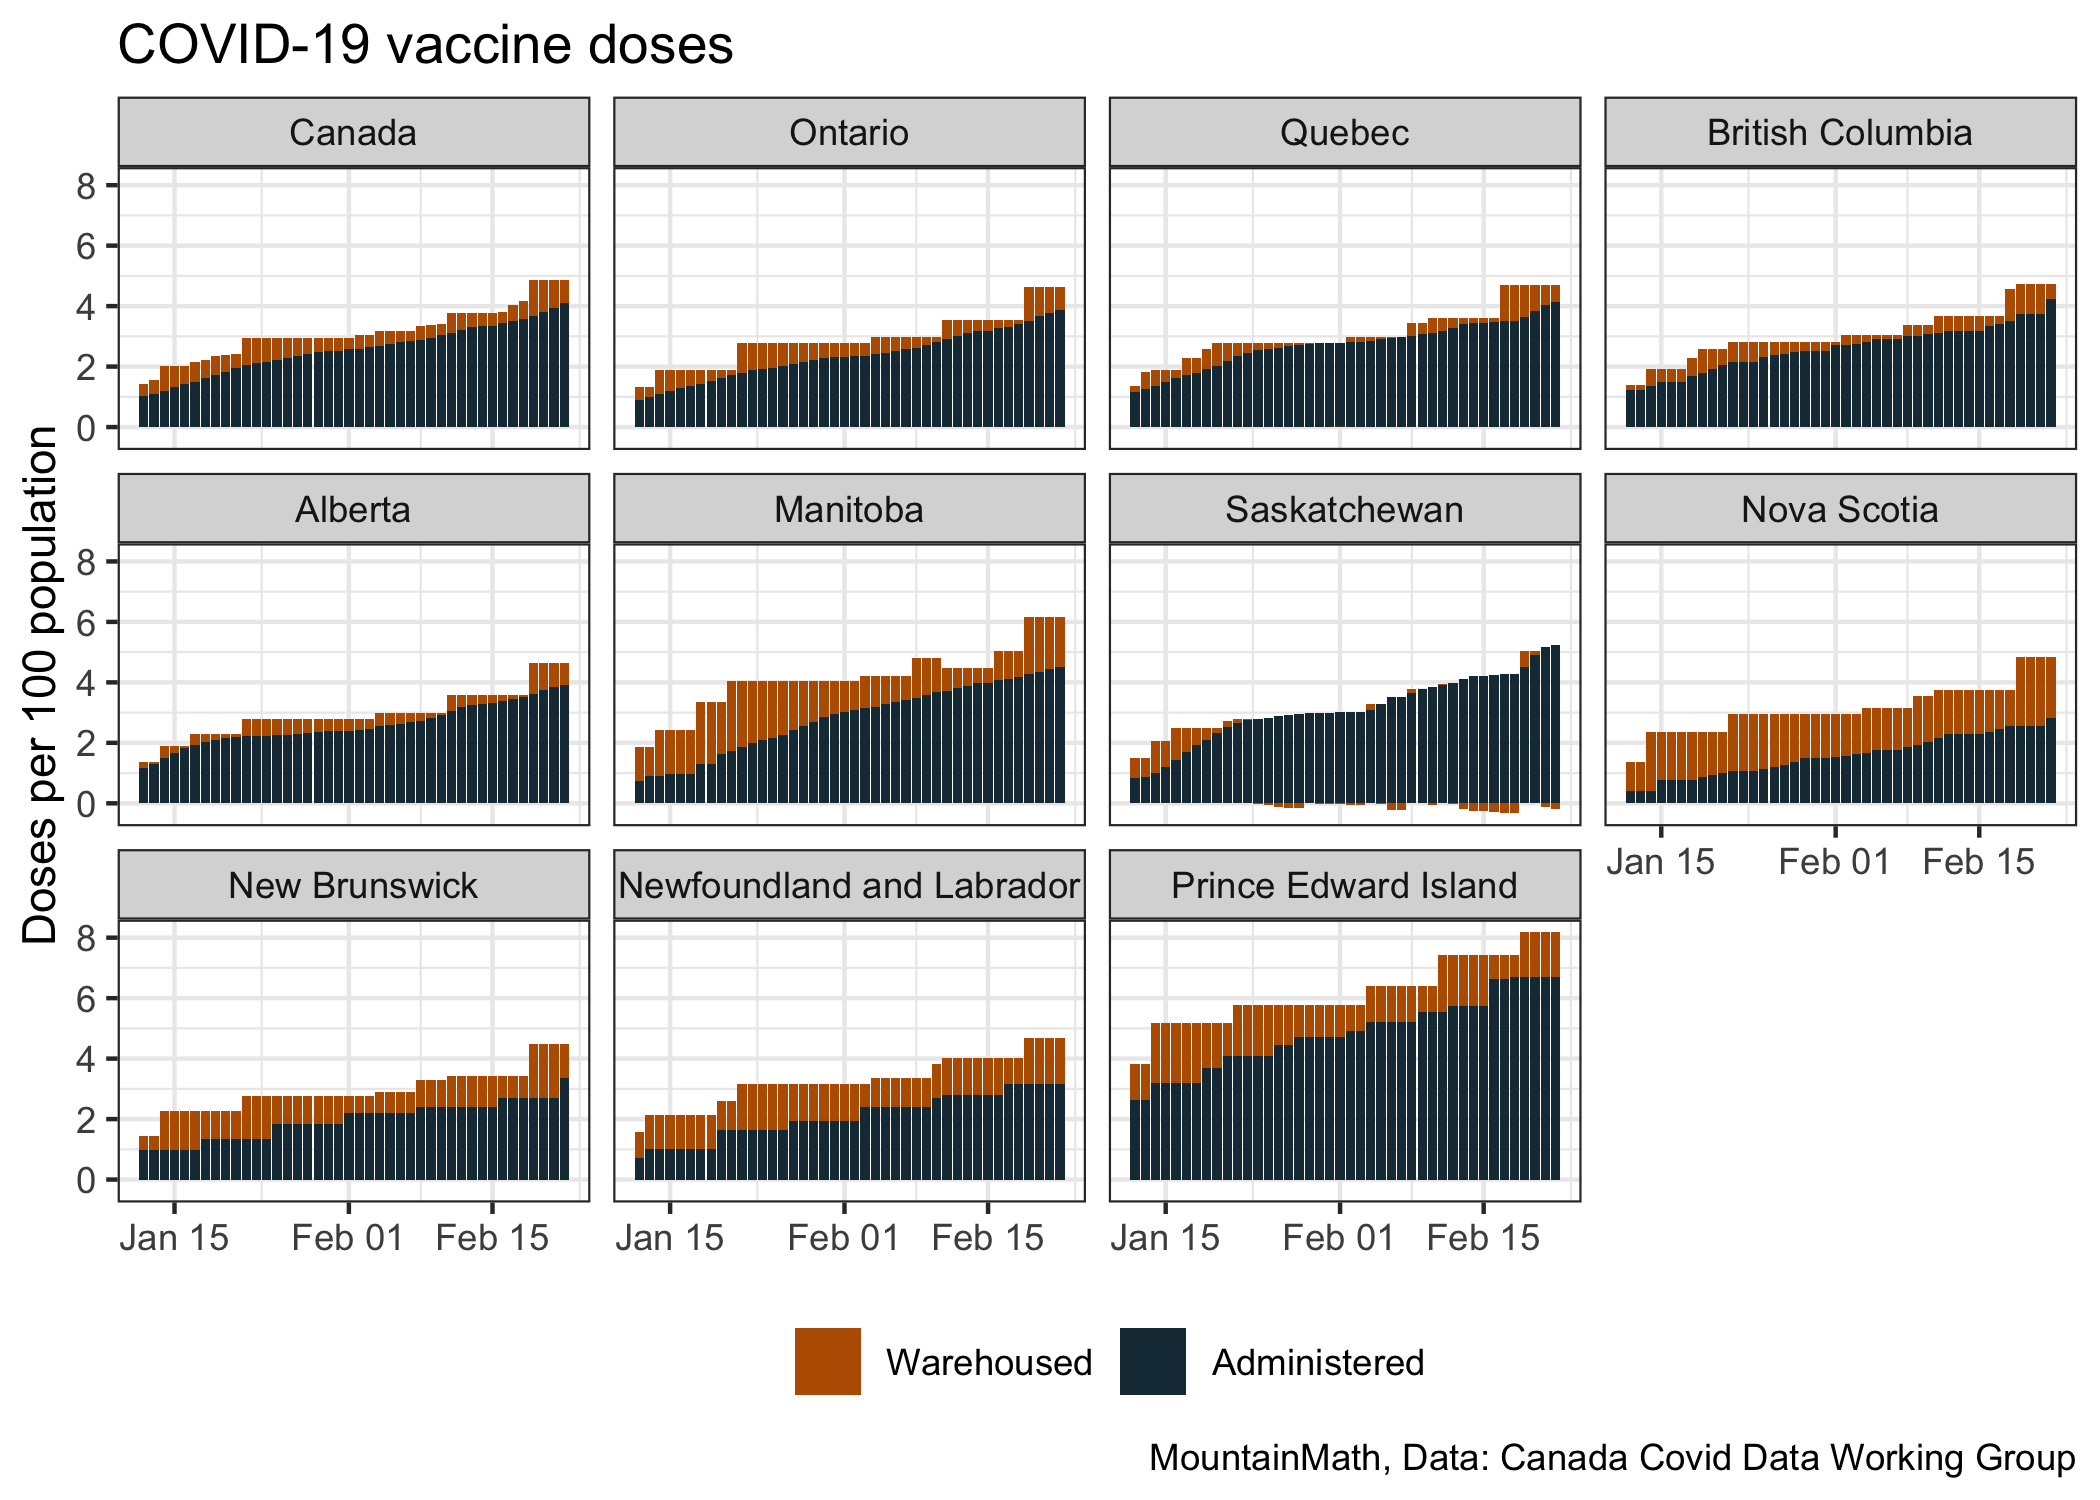 COVID-19 vaccine doses
Canada
Ontario
Quebec
British Columbia
8
6
4
2
0
Doses per 100 population
Alberta
Manitoba
Saskatchewan
Nova Scotia
8
6
4
2
0
Jan 15 Feb 01 Feb 15
New Brunswick
Newfoundland and Labrador
Prince Edward Island
8
6
4
2
0
Jan 15 Feb 01 Feb 15
Jan 15 Feb 01 Feb 15
Jan 15 Feb 01 Feb 15
Warehoused
Administered
MountainMath, Data: Canada Covid Data Working Group